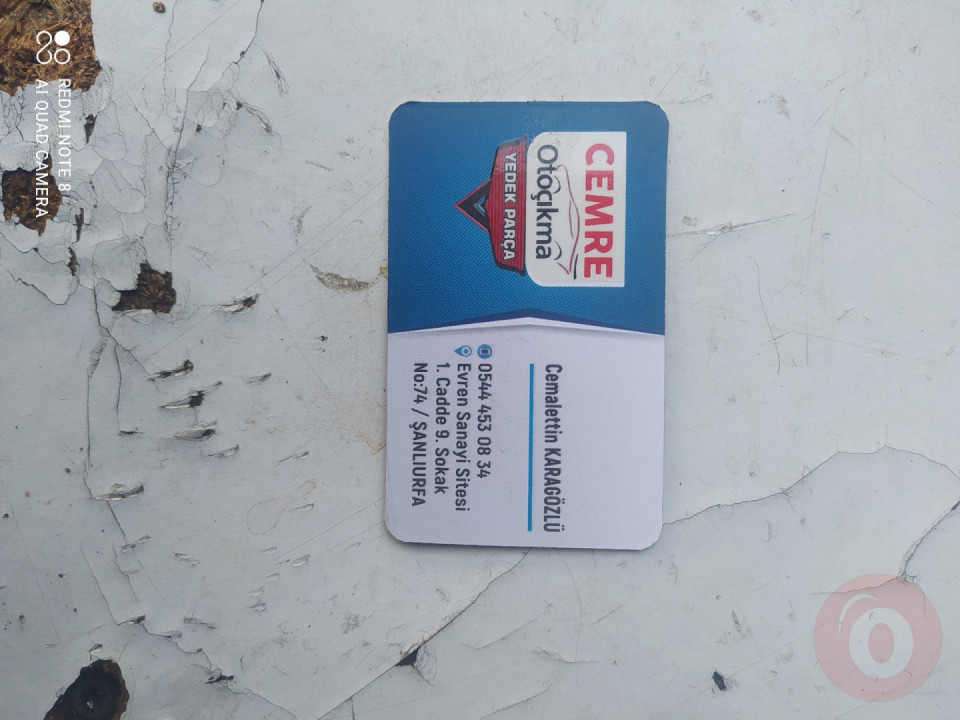 CEMRE
Otoçıkma
YEDEK PARÇA
Cemalettin KARAGÖZLÜ
0544 453 08 34
Evren Sanayi Sitesi
1. Cadde 9. Sokak
No:74 / ŞANLIURFA
REDMI NOTE 8
AI QUAD CAMERA